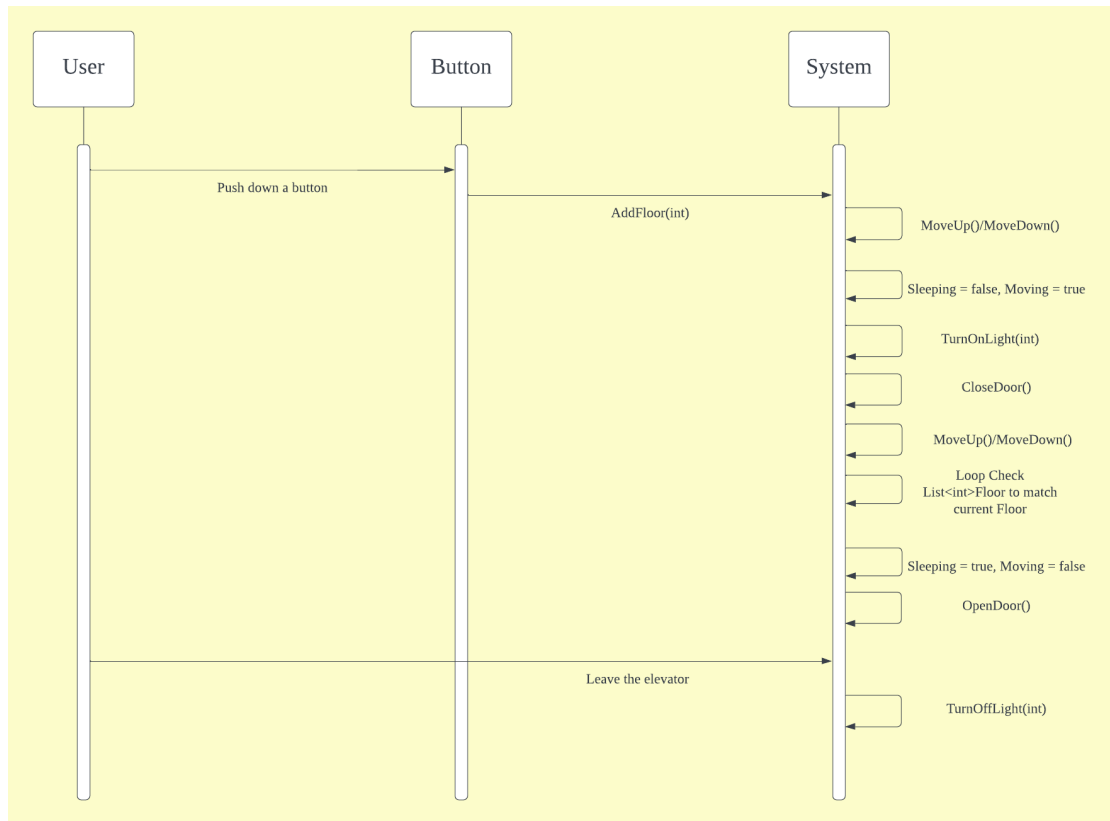 User
Button
System
Push down a button
AddFloor(int)
MoveUp()/MoveDown()
Sleeping = false, Moving = true
TurnOnLight(int)
CloseDoor()
MoveUp()/MoveDown()
Loop Check
List<int>Floor to match
current Floor
Sleeping = true, Moving = false
OpenDoor()
Leave the elevator
TurnOffLight(int)